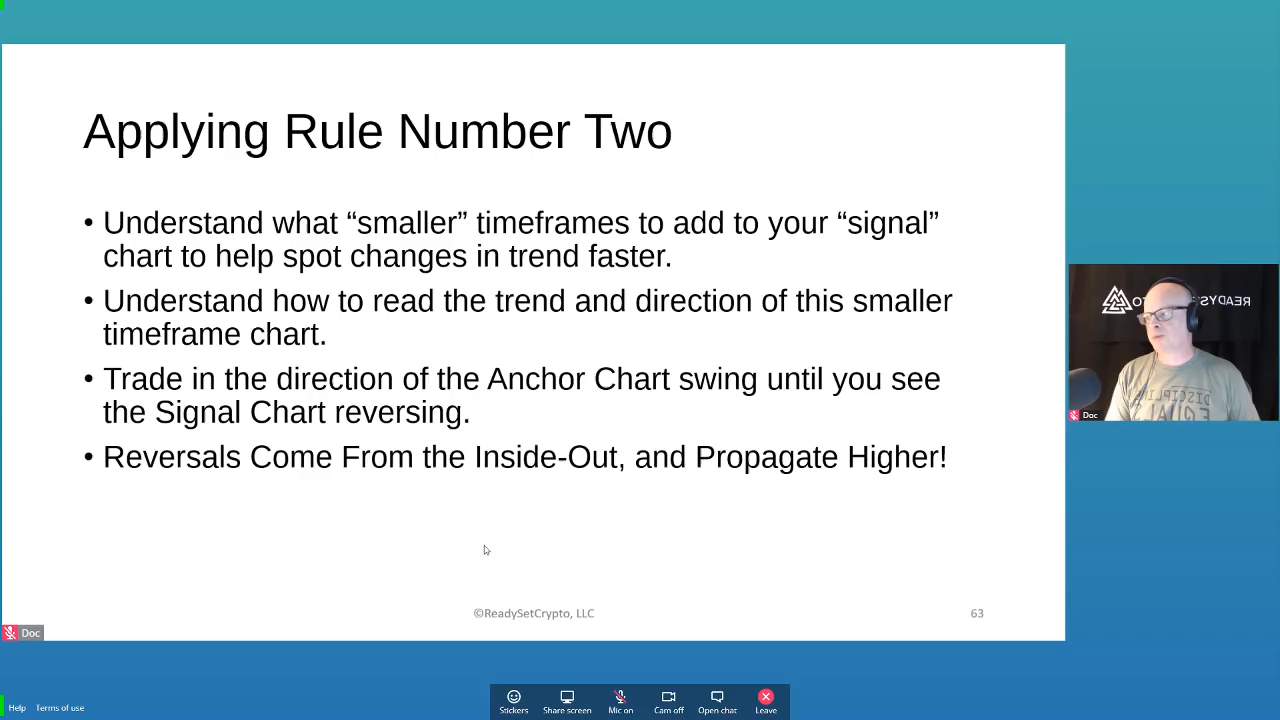 Applying Rule Number Two
• Understand what “smaller” timeframes to add to your “signal”
chart to help spot changes in trend faster.
• Understand how to read the trend and direction of this smaller
timeframe chart.
• Trade in the direction of the Anchor Chart swing until you see
the Signal Chart reversing.
• Reversals Come From the Inside-Out, and Propagate Higher!
©ReadySetCrypto, LLC
63
Doc
Doc
DISCIPLINE
EQUALS
Help
Terms of use
Stickers
Share screen
Mic on
Cam off
Open chat
Leave